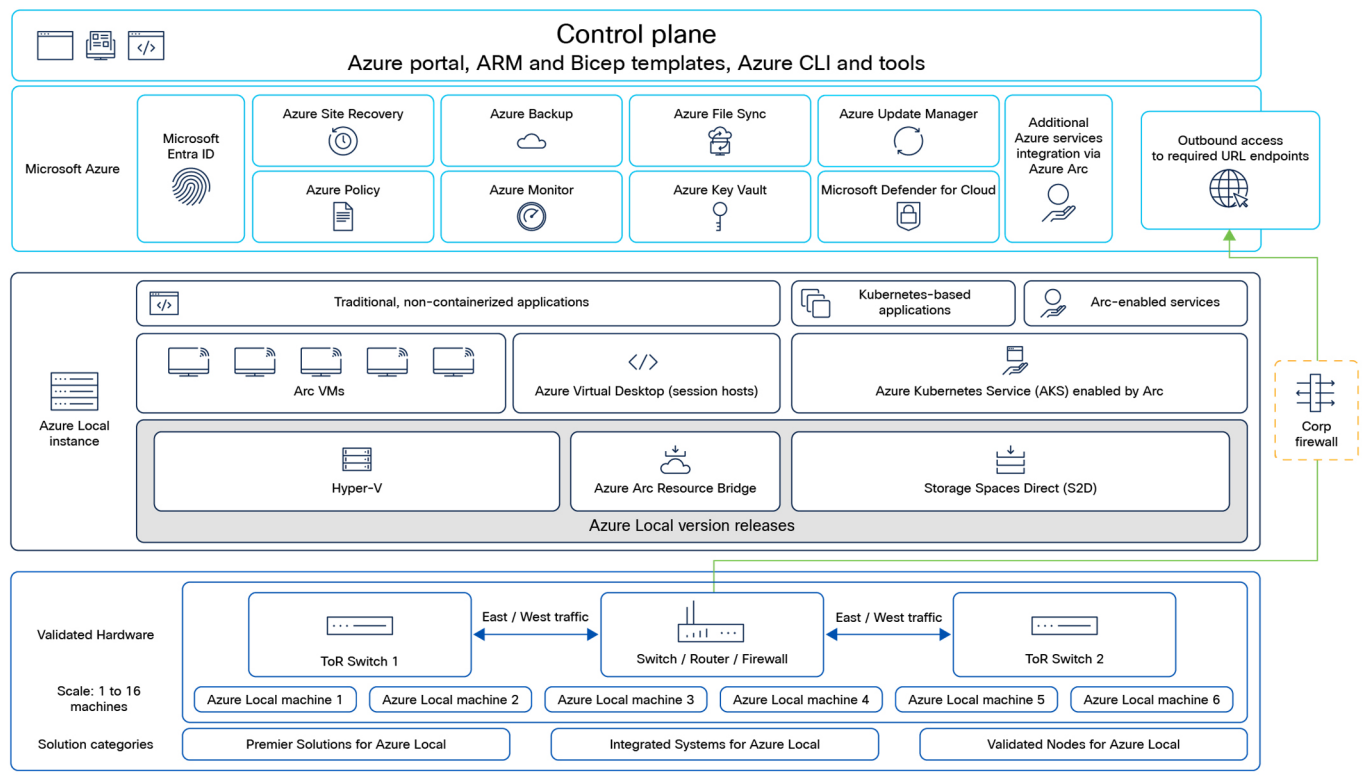 Control plane
Azure portal, ARM and Bicep templates, Azure CLI and tools
Microsoft Azure
Microsoft
Entra ID
Azure Site Recovery
Azure Backup
Azure File Sync
Azure Update Manager
Azure Policy
Azure Monitor
Azure Key Vault
Microsoft Defender for Cloud
Additional
Azure services
integration via
Azure Arc
Outbound access
to required URL endpoints
Azure Local
instance
Traditional, non-containerized applications
Kubernetes-based
applications
Arc-enabled services
Arc VMs
Azure Virtual Desktop (session hosts)
Azure Kubernetes Service (AKS) enabled by Arc
Hyper-V
Azure Arc Resource Bridge
Storage Spaces Direct (S2D)
Azure Local version releases
Corp
firewall
Validated Hardware
ToR Switch 1
East / West traffic
Switch / Router / Firewall
East / West traffic
ToR Switch 2
Scale: 1 to 16
machines
Azure Local machine 1
Azure Local machine 2
Azure Local machine 3
Azure Local machine 4
Azure Local machine 5
Azure Local machine 6
Solution categories
Premier Solutions for Azure Local
Integrated Systems for Azure Local
Validated Nodes for Azure Local